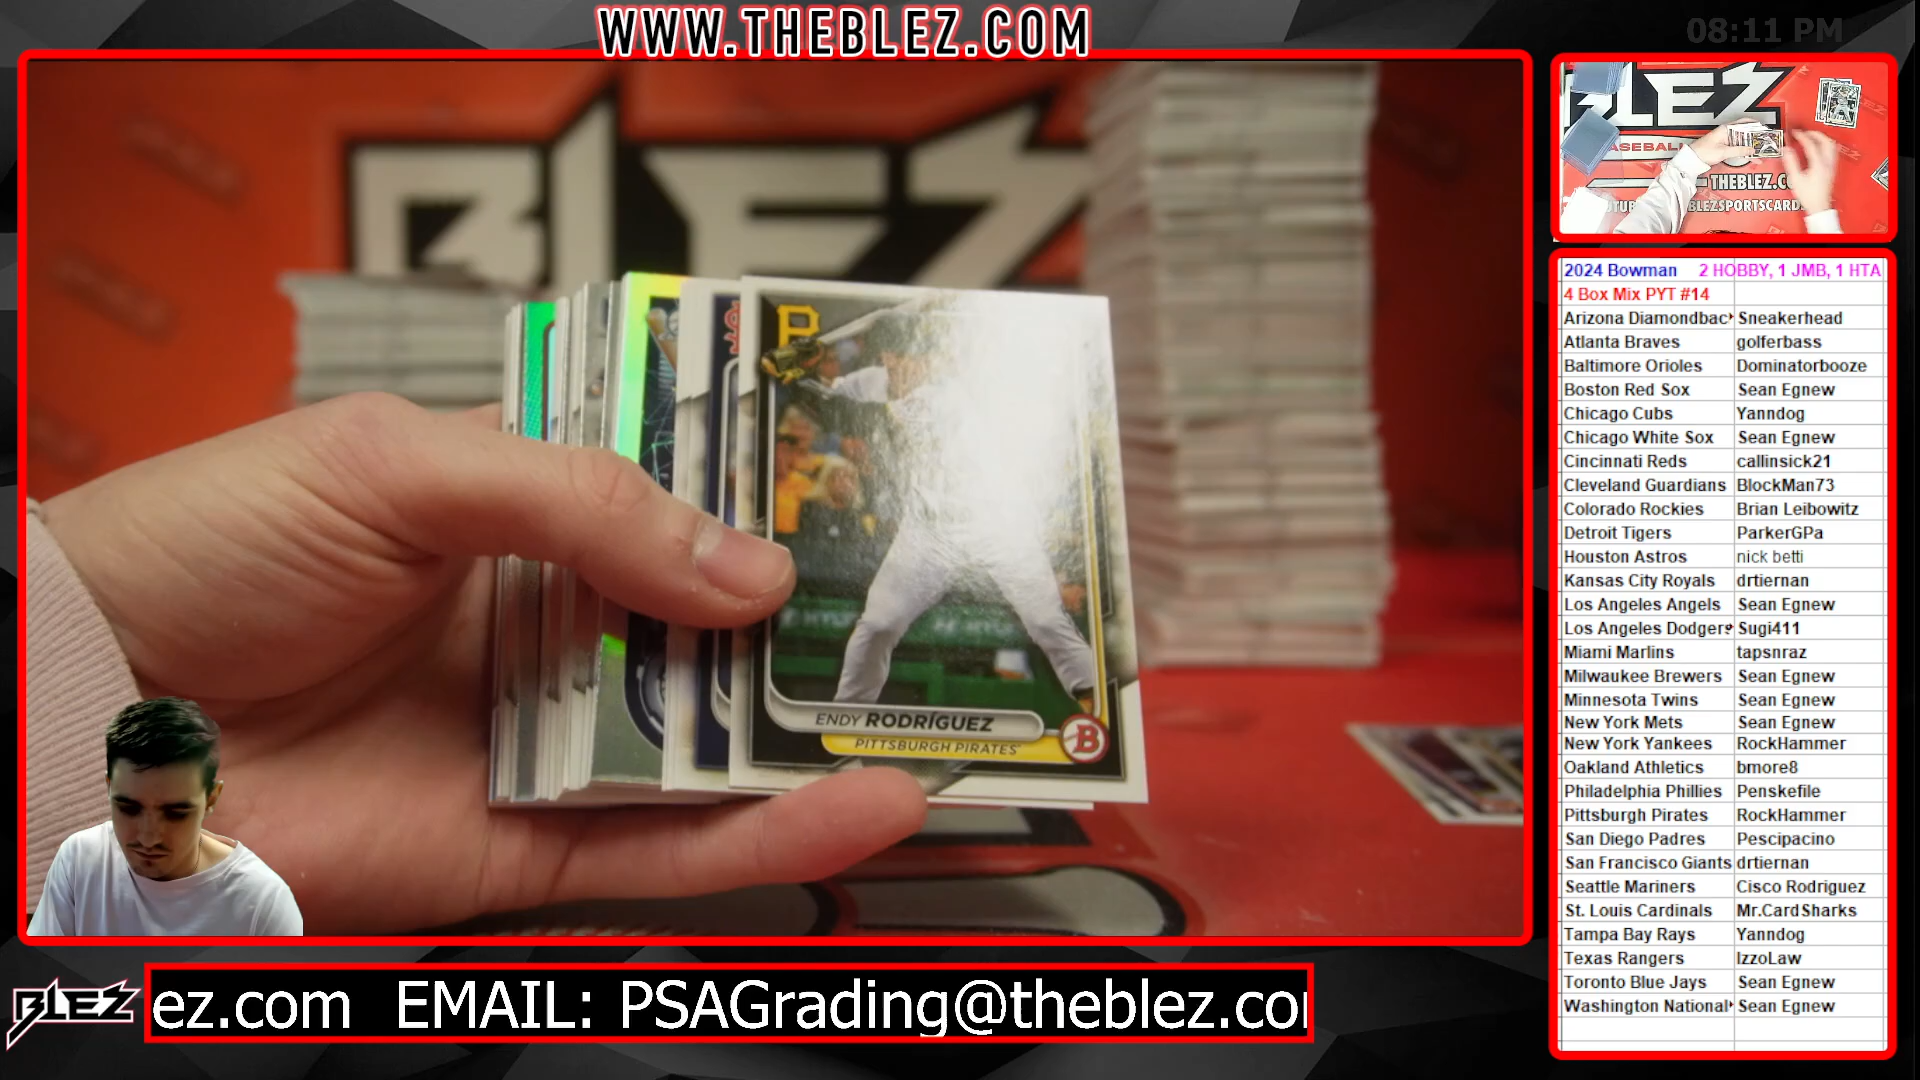 WWW.THEBLEZ.COM
08:11 PM
BLEZ
P
ENDY RODRÍGUEZ
PITTSBURGH PIRATES
B
BLEZ
ez.com EMAIL: PSAGrading@theblez.co
LEZ
ASEBALL
THEBLEZ.CO
BLEZSPORTSCARDS
2024 Bowman 2 HOBBY, 1 JMB, 1 HTA
4 Box Mix PYT #14
Arizona Diamondbac Sneakerhead
Atlanta Braves golferbass
Baltimore Orioles Dominatorbooze
Boston Red Sox Sean Egnew
Chicago Cubs Yanndog
Chicago White Sox Sean Egnew
Cincinnati Reds callinsick21
Cleveland Guardians BlockMan73
Colorado Rockies Brian Leibowitz
Detroit Tigers ParkerGPa
Houston Astros nick betti
Kansas City Royals drtiernan
Los Angeles Angels Sean Egnew
Los Angeles Dodgers Sugi411
Miami Marlins tapsnraz
Milwaukee Brewers Sean Egnew
Minnesota Twins Sean Egnew
New York Mets Sean Egnew
New York Yankees RockHammer
Oakland Athletics bmore8
Philadelphia Phillies Penskefile
Pittsburgh Pirates RockHammer
San Diego Padres Pescipacino
San Francisco Giants drtiernan
Seattle Mariners Cisco Rodriguez
St. Louis Cardinals Mr.CardSharks
Tampa Bay Rays Yanndog
Texas Rangers IzzoLaw
Toronto Blue Jays Sean Egnew
Washington National Sean Egnew